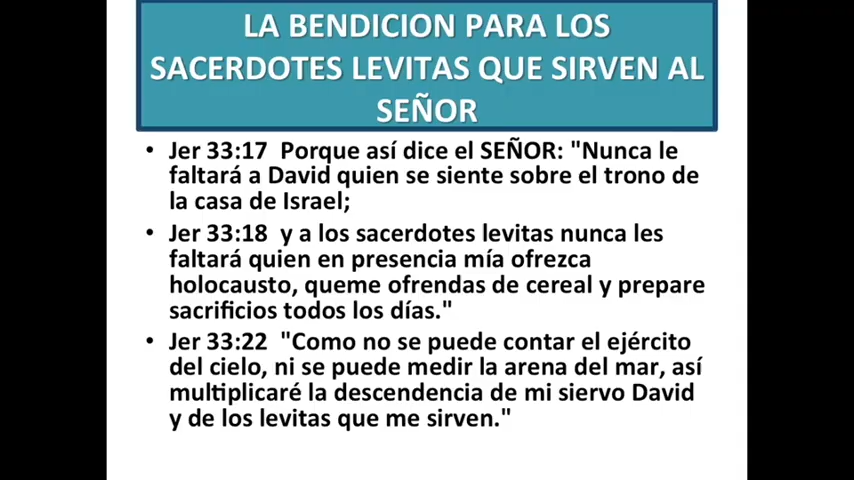 LA BENDICION PARA LOS
SACERDOTES LEVITAS QUE SIRVEN AL
SEÑOR
• Jer 33:17 Porque así dice el SEÑOR: "Nunca le
faltará a David quien se siente sobre el trono de
la casa de Israel;
• Jer 33:18 y a los sacerdotes levitas nunca les
faltará quien en presencia mía ofrezca
holocausto, queme ofrendas de cereal y prepare
sacrificios todos los días."
• Jer 33:22 "Como no se puede contar el ejército
del cielo, ni se puede medir la arena del mar, así
multiplicaré la descendencia de mi siervo David
y de los levitas que me sirven."